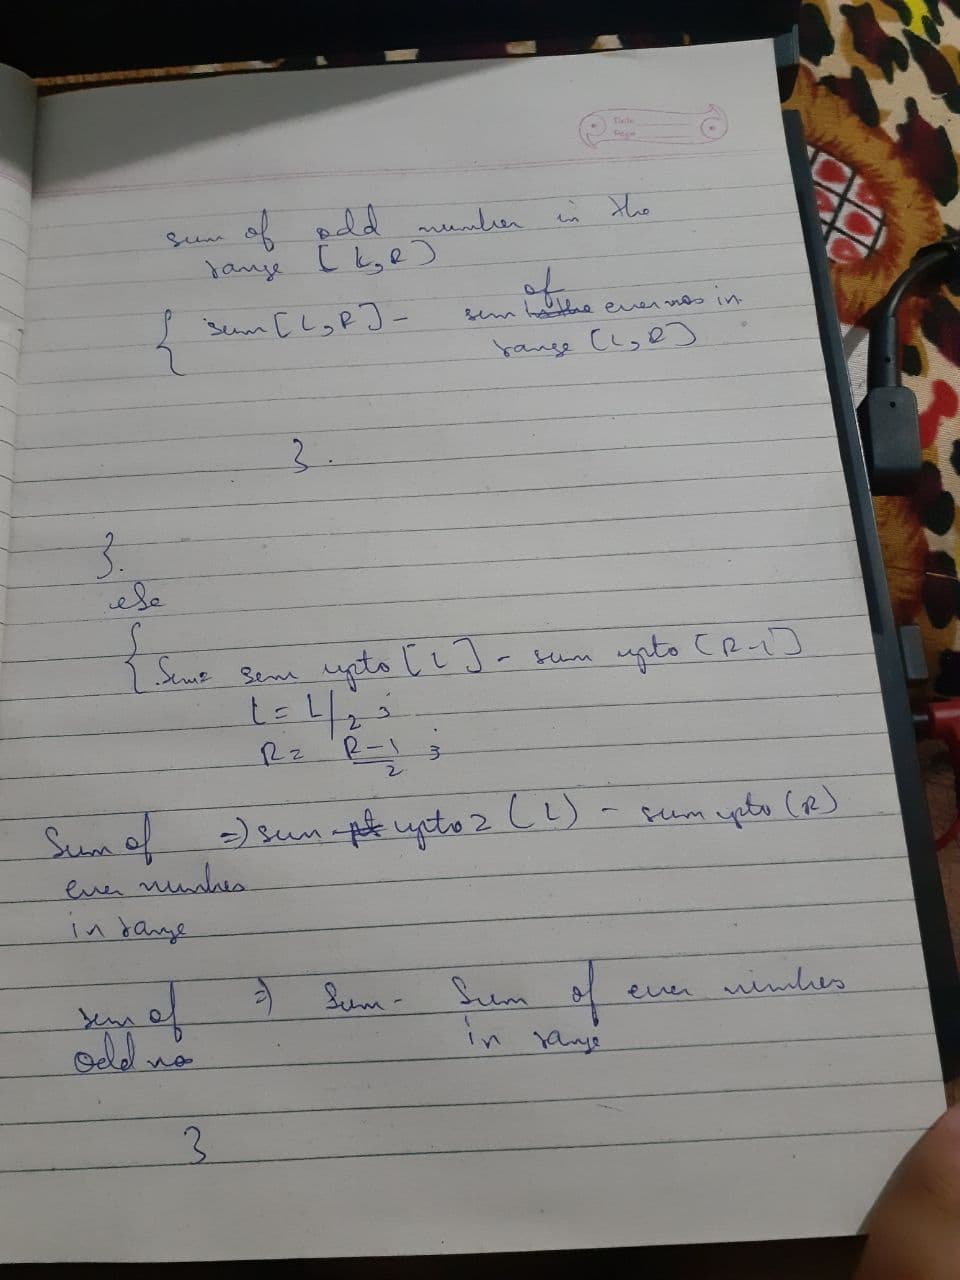 Date
Page
sum of odd number in the
range [L, R]
{ sum [L, R] - sum of even nos in
range [L, R]
}.
}.
else
{
Sum = sum upto [L] - sum upto [R-1]
L = L/2 ;
R = R-1/2 ;
Sum of => sum upto 2 (L) - sum upto (R)
even numbers
in range
sum of => Sum - Sum of even numbers
odd no in range
}